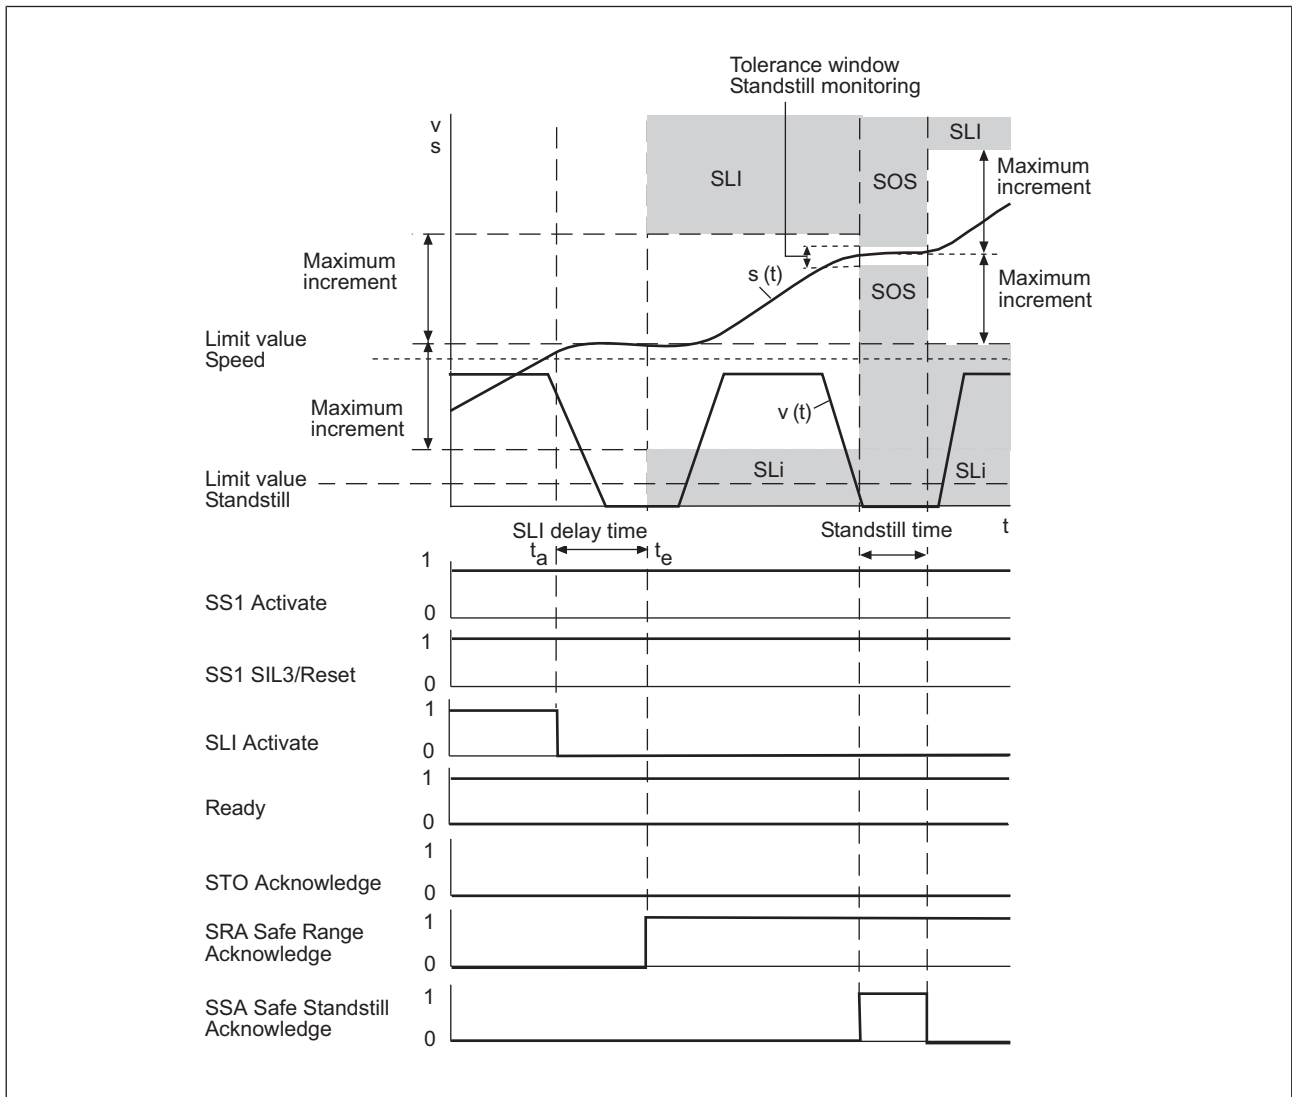 Tolerance window
Standstill monitoring
v
s
SLI
SLI
SOS
Maximum
increment
Maximum
increment
s (t)
SOS
Maximum
increment
Limit value
Speed
Maximum
increment
v (t)
SLi
SLi
Limit value
Standstill
SLI delay time
Standstill time
t
ta
te
1
SS1 Activate
0
1
SS1 SIL3/Reset
0
1
SLI Activate
0
1
Ready
0
1
STO Acknowledge
0
1
SRA Safe Range
Acknowledge
0
1
SSA Safe Standstill
Acknowledge
0